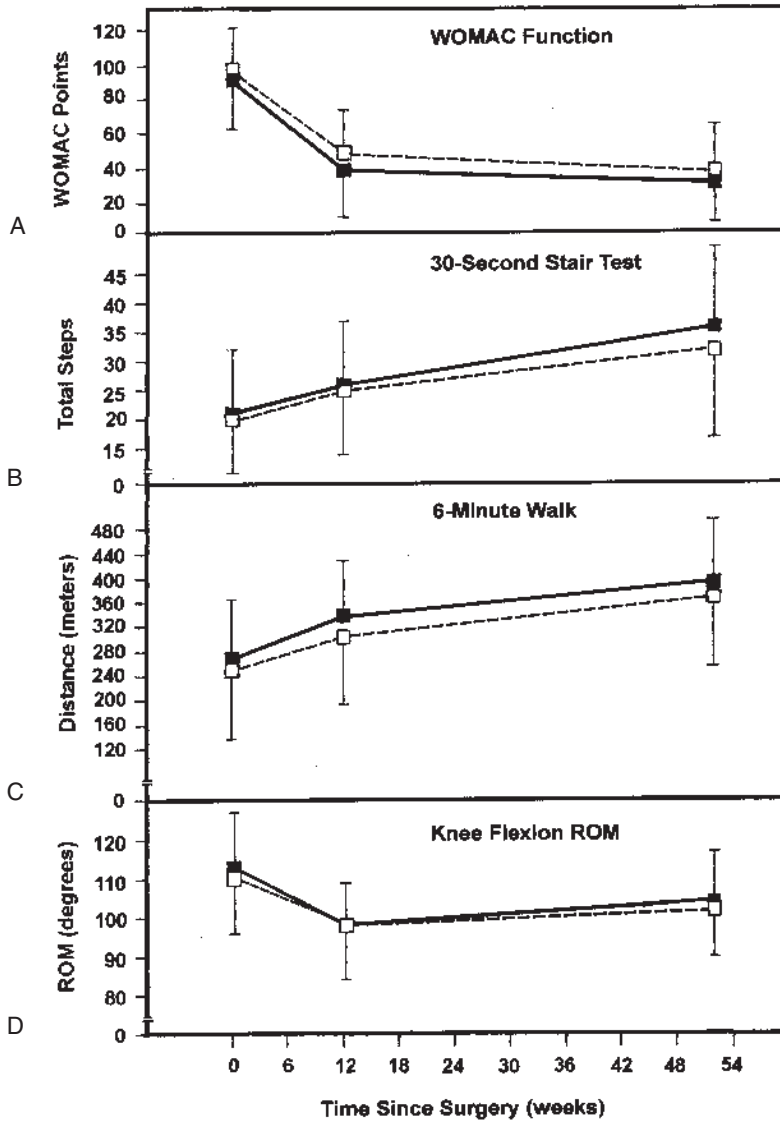 WOMAC Function
WOMAC Points
120
100
80
60
40
20
0
A
30-Second Stair Test
Total Steps
45
40
35
30
25
20
15
0
B
6-Minute Walk
Distance (meters)
480
440
400
360
320
280
240
200
160
120
0
C
Knee Flexion ROM
ROM (degrees)
120
110
100
90
80
0
D
0 6 12 18 24 30 36 42 48 54
Time Since Surgery (weeks)